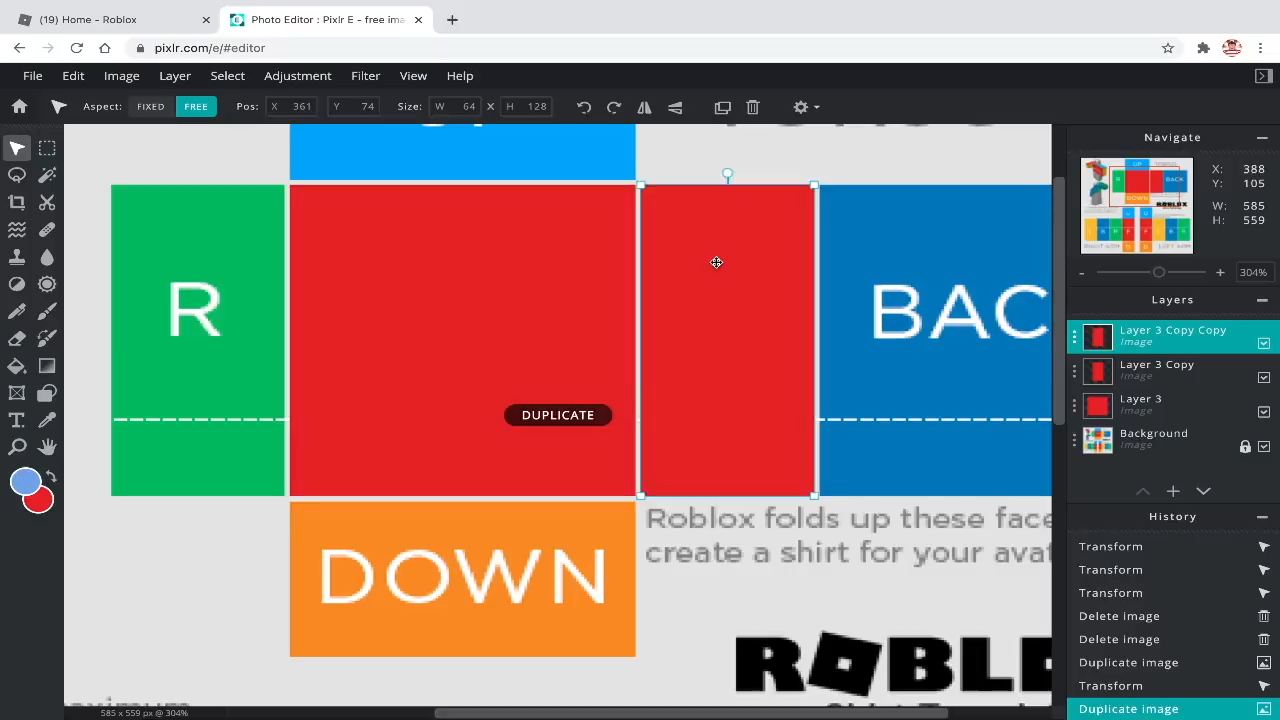 (19) Home - Roblox
Photo Editor : Pixlr E - free ima
pixlr.com/e/#editor
File Edit Image Layer Select Adjustment Filter View Help
Aspect: FIXED FREE Pos: X 361 Y 74 Size: W 64 X H 128
Navigate
X: 388
Y: 105
W: 585
H: 559
UP
R
BACK
DOWN
304%
R
BAC
DUPLICATE
DOWN
Roblox folds up these face
create a shirt for your avat
ROBL
585 x 559 px @ 304%
Layers
Layer 3 Copy Copy
Image
Layer 3 Copy
Image
Layer 3
Image
Background
Image
History
Transform
Transform
Transform
Delete image
Delete image
Duplicate image
Transform
Duplicate image